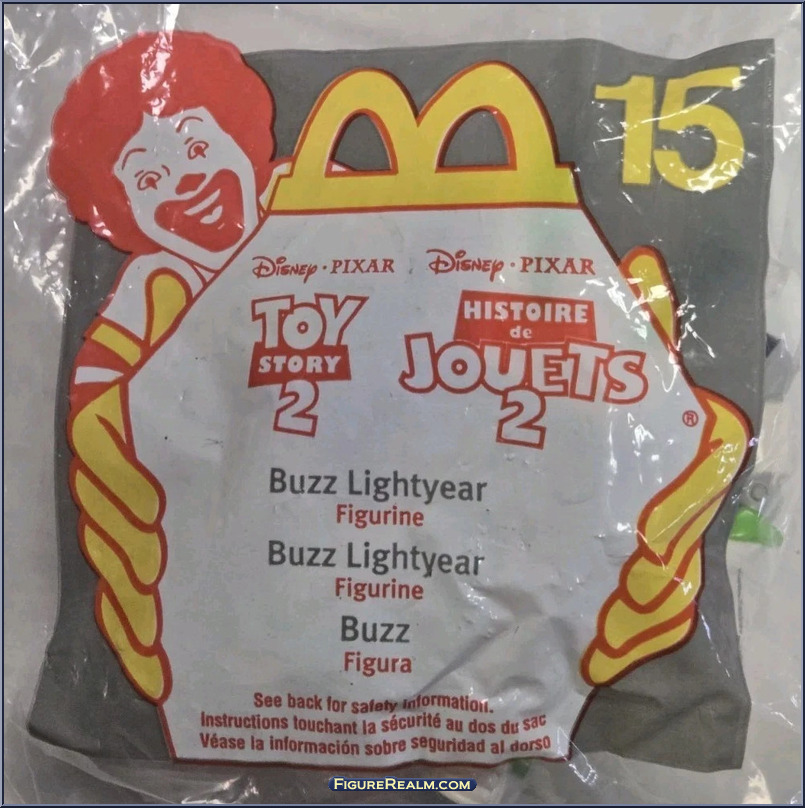 15
DISNEY · PIXAR
TOY
STORY
2
DISNEY · PIXAR
HISTOIRE
de
JOUETS
2
®
Buzz Lightyear
Figurine
Buzz Lightyear
Figurine
Buzz
Figura
See back for safety information.
Instructions touchant la sécurité au dos du sac
Véase la información sobre seguridad al dorso
FIGUREREALM.COM